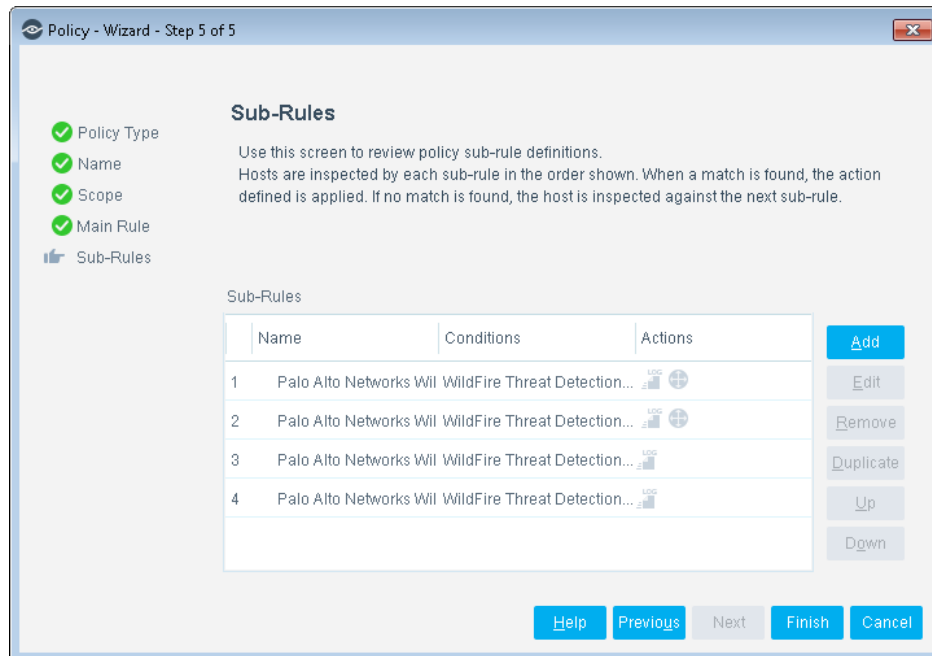 Policy - Wizard - Step 5 of 5
Policy Type
Name
Scope
Main Rule
Sub-Rules
Sub-Rules
Use this screen to review policy sub-rule definitions.
Hosts are inspected by each sub-rule in the order shown. When a match is found, the action
defined is applied. If no match is found, the host is inspected against the next sub-rule.
Sub-Rules
Name Conditions Actions
1 Palo Alto Networks Wil WildFire Threat Detection... LOG
2 Palo Alto Networks Wil WildFire Threat Detection... LOG
3 Palo Alto Networks Wil WildFire Threat Detection... LOG
4 Palo Alto Networks Wil WildFire Threat Detection... LOG
Add
Edit
Remove
Duplicate
Up
Down
Help Previous Next Finish Cancel